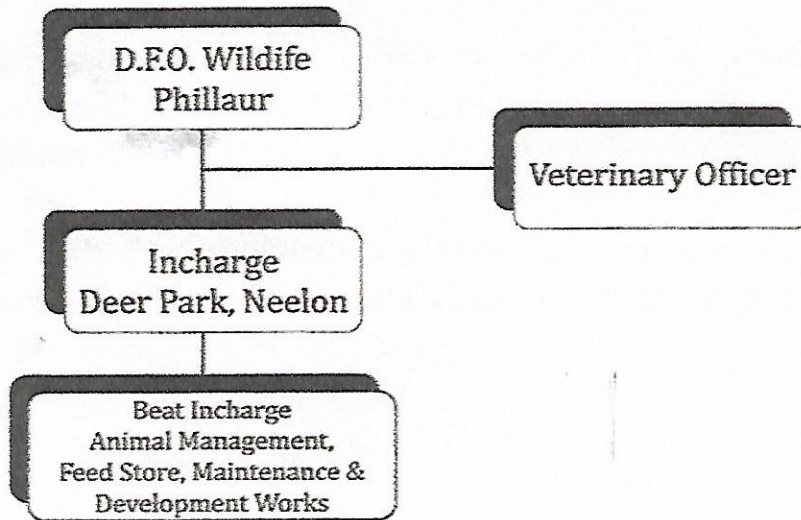 D.F.O. Wildife
Phillaur
Veterinary Officer
Incharge
Deer Park, Neelon
Beat Incharge
Animal Management,
Feed Store, Maintenance &
Development Works